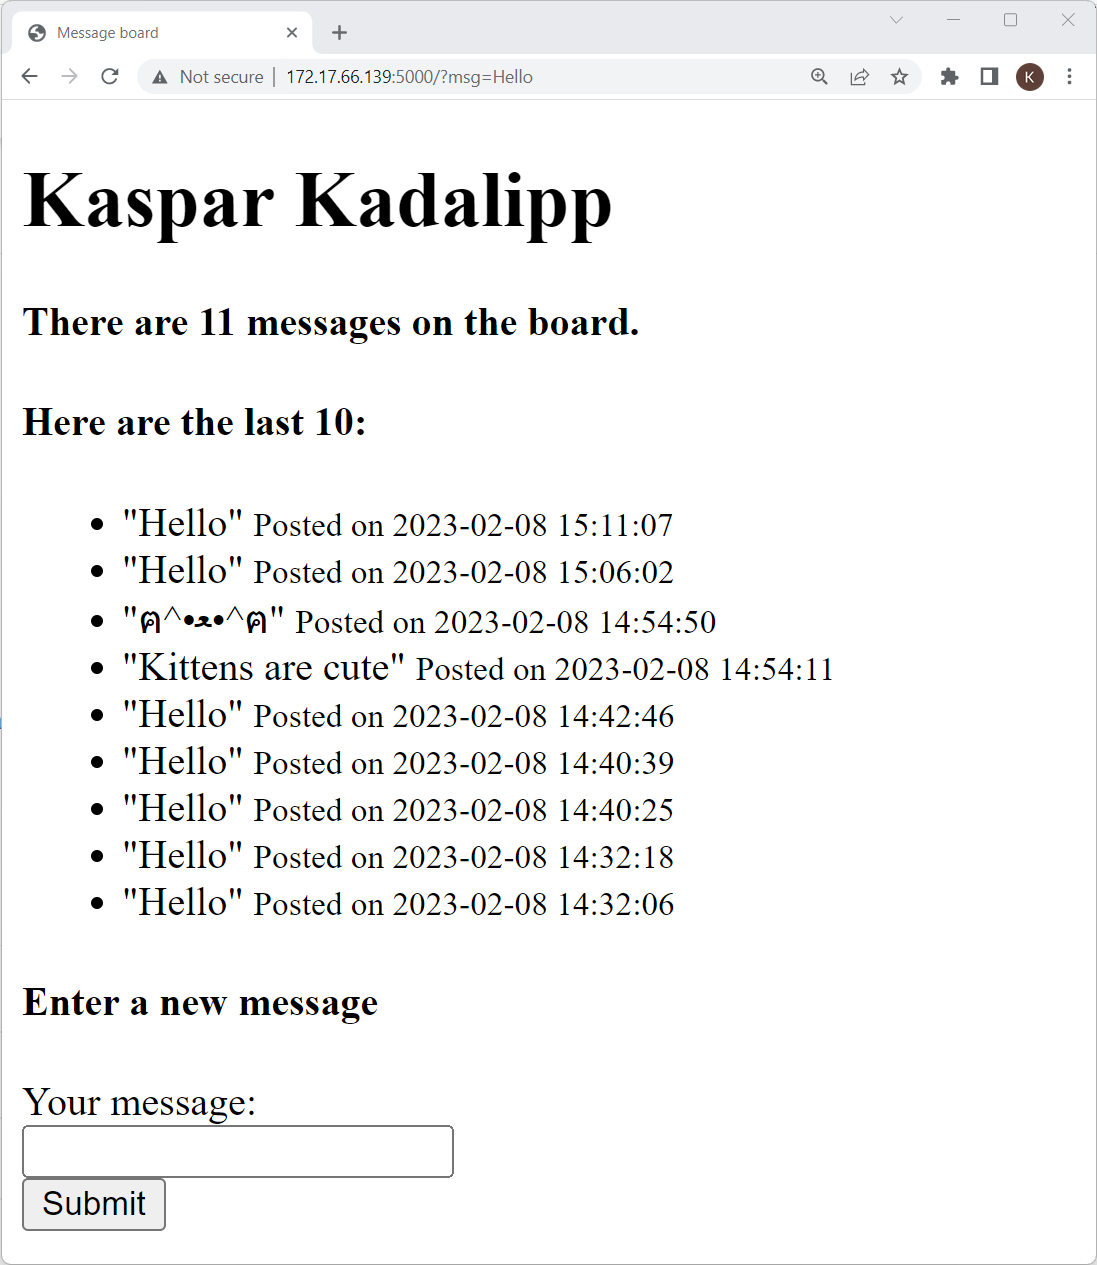 Message board
Not secure | 172.17.66.139:5000/?msg=Hello
K
Kaspar Kadalipp
There are 11 messages on the board.
Here are the last 10:
"Hello" Posted on 2023-02-08 15:11:07
"Hello" Posted on 2023-02-08 15:06:02
"ฅ^•ﻌ•^ฅ" Posted on 2023-02-08 14:54:50
"Kittens are cute" Posted on 2023-02-08 14:54:11
"Hello" Posted on 2023-02-08 14:42:46
"Hello" Posted on 2023-02-08 14:40:39
"Hello" Posted on 2023-02-08 14:40:25
"Hello" Posted on 2023-02-08 14:32:18
"Hello" Posted on 2023-02-08 14:32:06
Enter a new message
Your message:
Submit